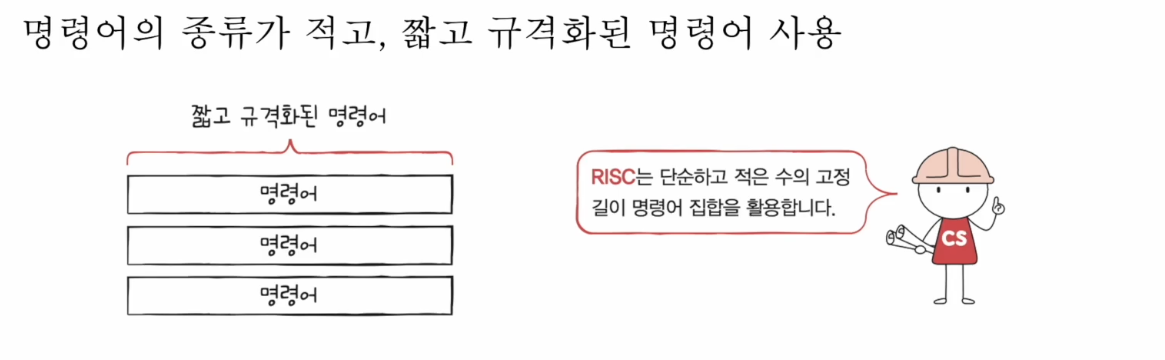 명령어의 종류가 적고, 짧고 규격화된 명령어 사용
짧고 규격화된 명령어
명령어
명령어
명령어
RISC는 단순하고 적은 수의 고정
길이 명령어 집합을 활용합니다.
CS